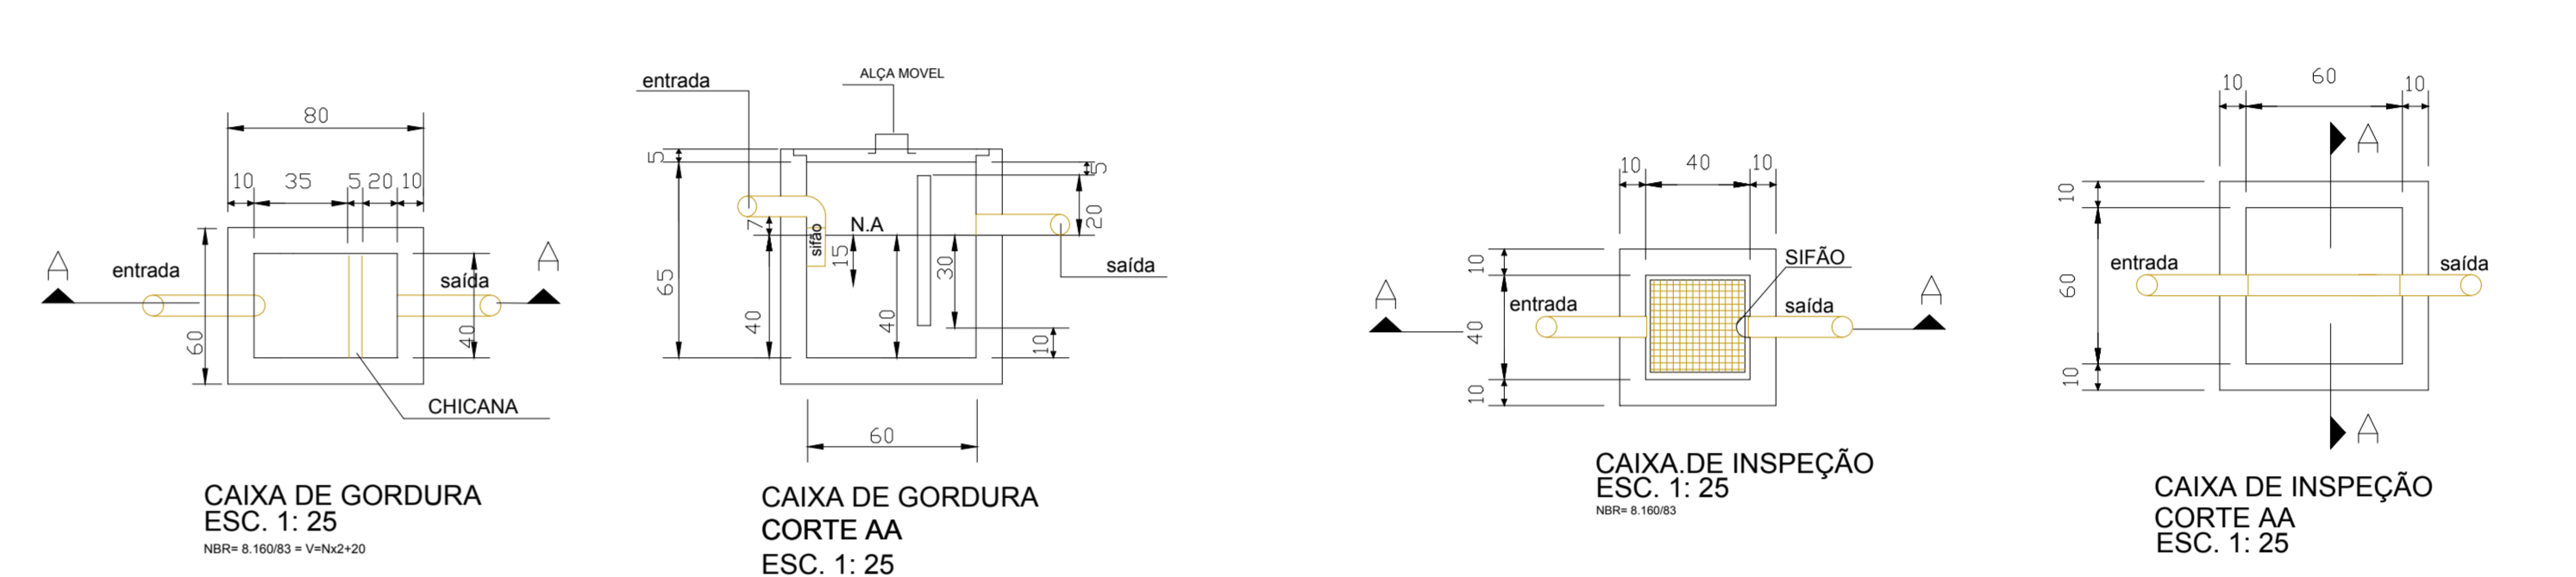 80
10
35
5
20
10
A
A
entrada
saída
60
40
CHICANA
CAIXA DE GORDURA
ESC. 1: 25
NBR= 8.160/83 = V=Nx2+20
entrada
ALÇA MOVEL
5
5
20
7
sifão
N.A
15
65
40
40
30
10
saída
60
CAIXA DE GORDURA
CORTE AA
ESC. 1: 25
10
40
10
10
SIFÃO
A
A
entrada
saída
40
10
CAIXA.DE INSPEÇÃO
ESC. 1: 25
NBR= 8.160/83
10
60
10
A
10
entrada
saída
60
10
A
CAIXA DE INSPEÇÃO
CORTE AA
ESC. 1: 25